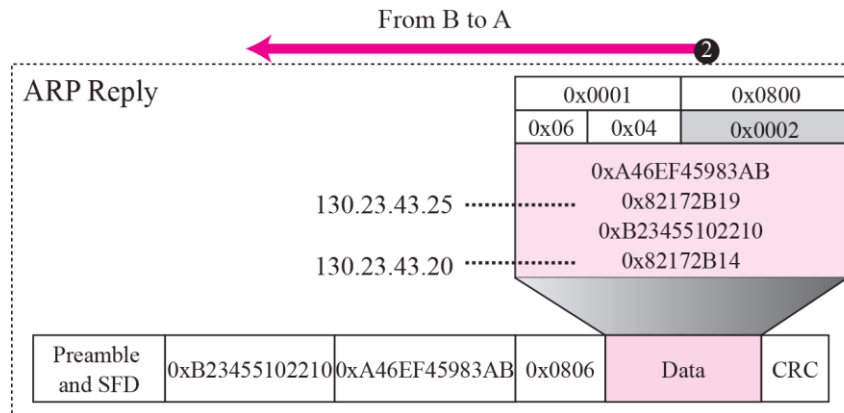 From B to A
2
ARP Reply
0x0001 0x0800
0x06 0x04 0x0002
0xA46EF45983AB
130.23.43.25 0x82172B19
0xB23455102210
130.23.43.20 0x82172B14
Preamble
and SFD 0xB23455102210 0xA46EF45983AB 0x0806 Data CRC